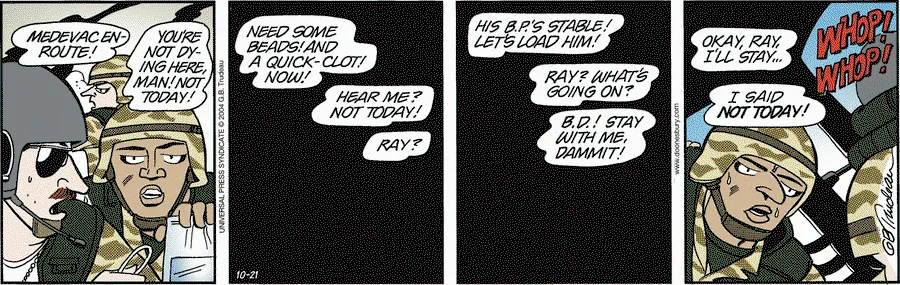 MEDEVAC EN-
ROUTE!
YOU'RE
NOT DY-
ING HERE,
MAN! NOT
TODAY!
UNIVERSAL PRESS SYNDICATE © 2004 G.B. Trudeau
NEED SOME
BEADS! AND
A QUICK-CLOT!
NOW!
HEAR ME?
NOT TODAY!
RAY?
10-21
HIS B.P.'S STABLE!
LET'S LOAD HIM!
RAY? WHAT'S
GOING ON?
B.D.! STAY
WITH ME,
DAMMIT!
www.doonesbury.com
OKAY, RAY,
I'LL STAY...
WHOP!
WHOP!
I SAID
NOT TODAY!
GB Trudeau